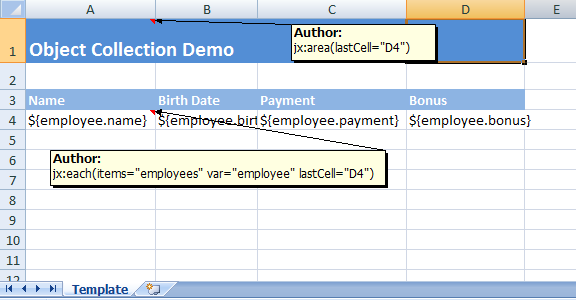 A B C D E
1 Object Collection Demo
Author:
jx:area(lastCell="D4")
2
3 Name Birth Date Payment Bonus
4 ${employee.name} ${employee.birt ${employee.payment} ${employee.bonus}
5
Author:
6
jx:each(items="employees" var="employee" lastCell="D4")
7
8
9
10
11
12
Template